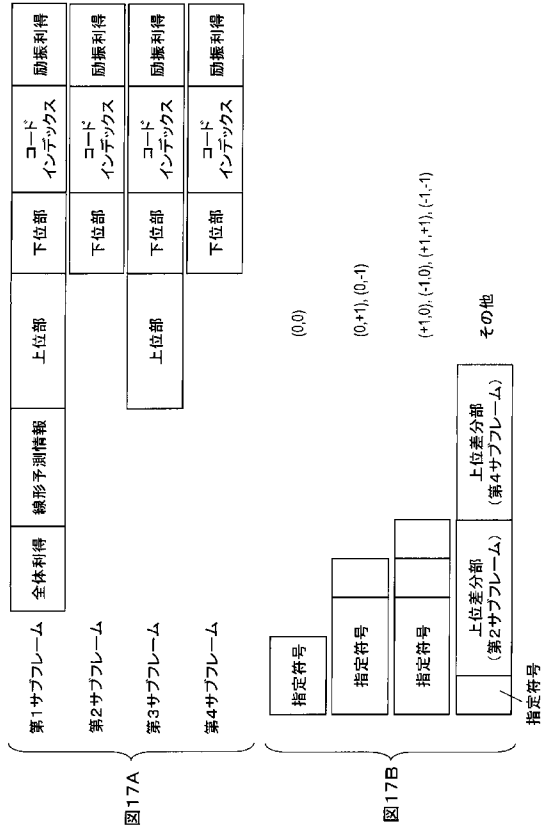 図17A
第1サブフレーム
全体利得
線形予測情報
上位部
下位部
コード
インデックス
励振利得
第2サブフレーム
下位部
コード
インデックス
励振利得
第3サブフレーム
上位部
下位部
コード
インデックス
励振利得
第4サブフレーム
下位部
コード
インデックス
励振利得
図17B
指定符号
(0,0)
指定符号
(0,+1), (0,-1)
指定符号
(+1,0), (-1,0), (+1,+1), (-1,-1)
指定符号
上位差分部
(第2サブフレーム)
上位差分部
(第4サブフレーム)
その他